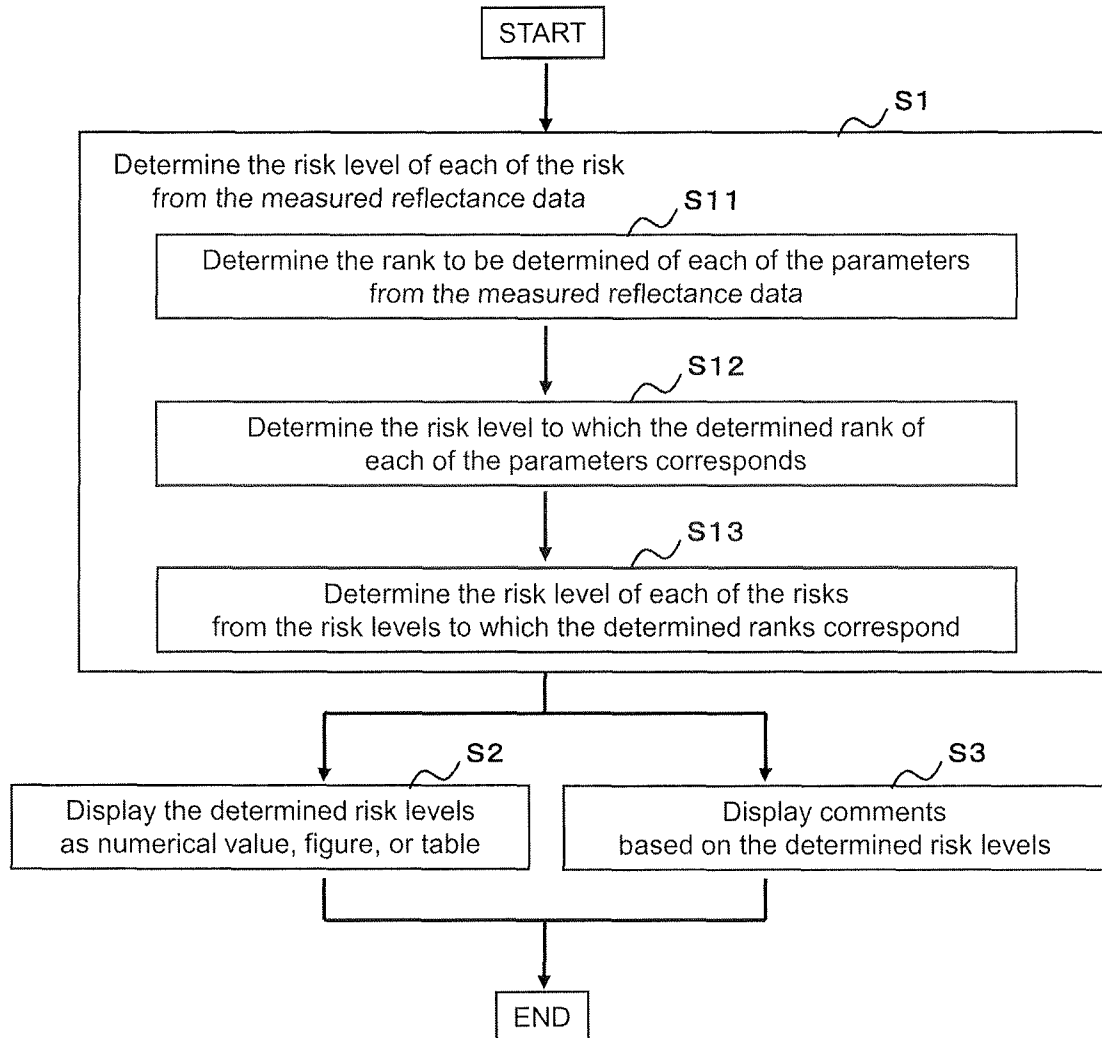 START
S1
Determine the risk level of each of the risk
from the measured reflectance data
S11
Determine the rank to be determined of each of the parameters
from the measured reflectance data
S12
Determine the risk level to which the determined rank of
each of the parameters corresponds
S13
Determine the risk level of each of the risks
from the risk levels to which the determined ranks correspond
S2
Display the determined risk levels
as numerical value, figure, or table
S3
Display comments
based on the determined risk levels
END